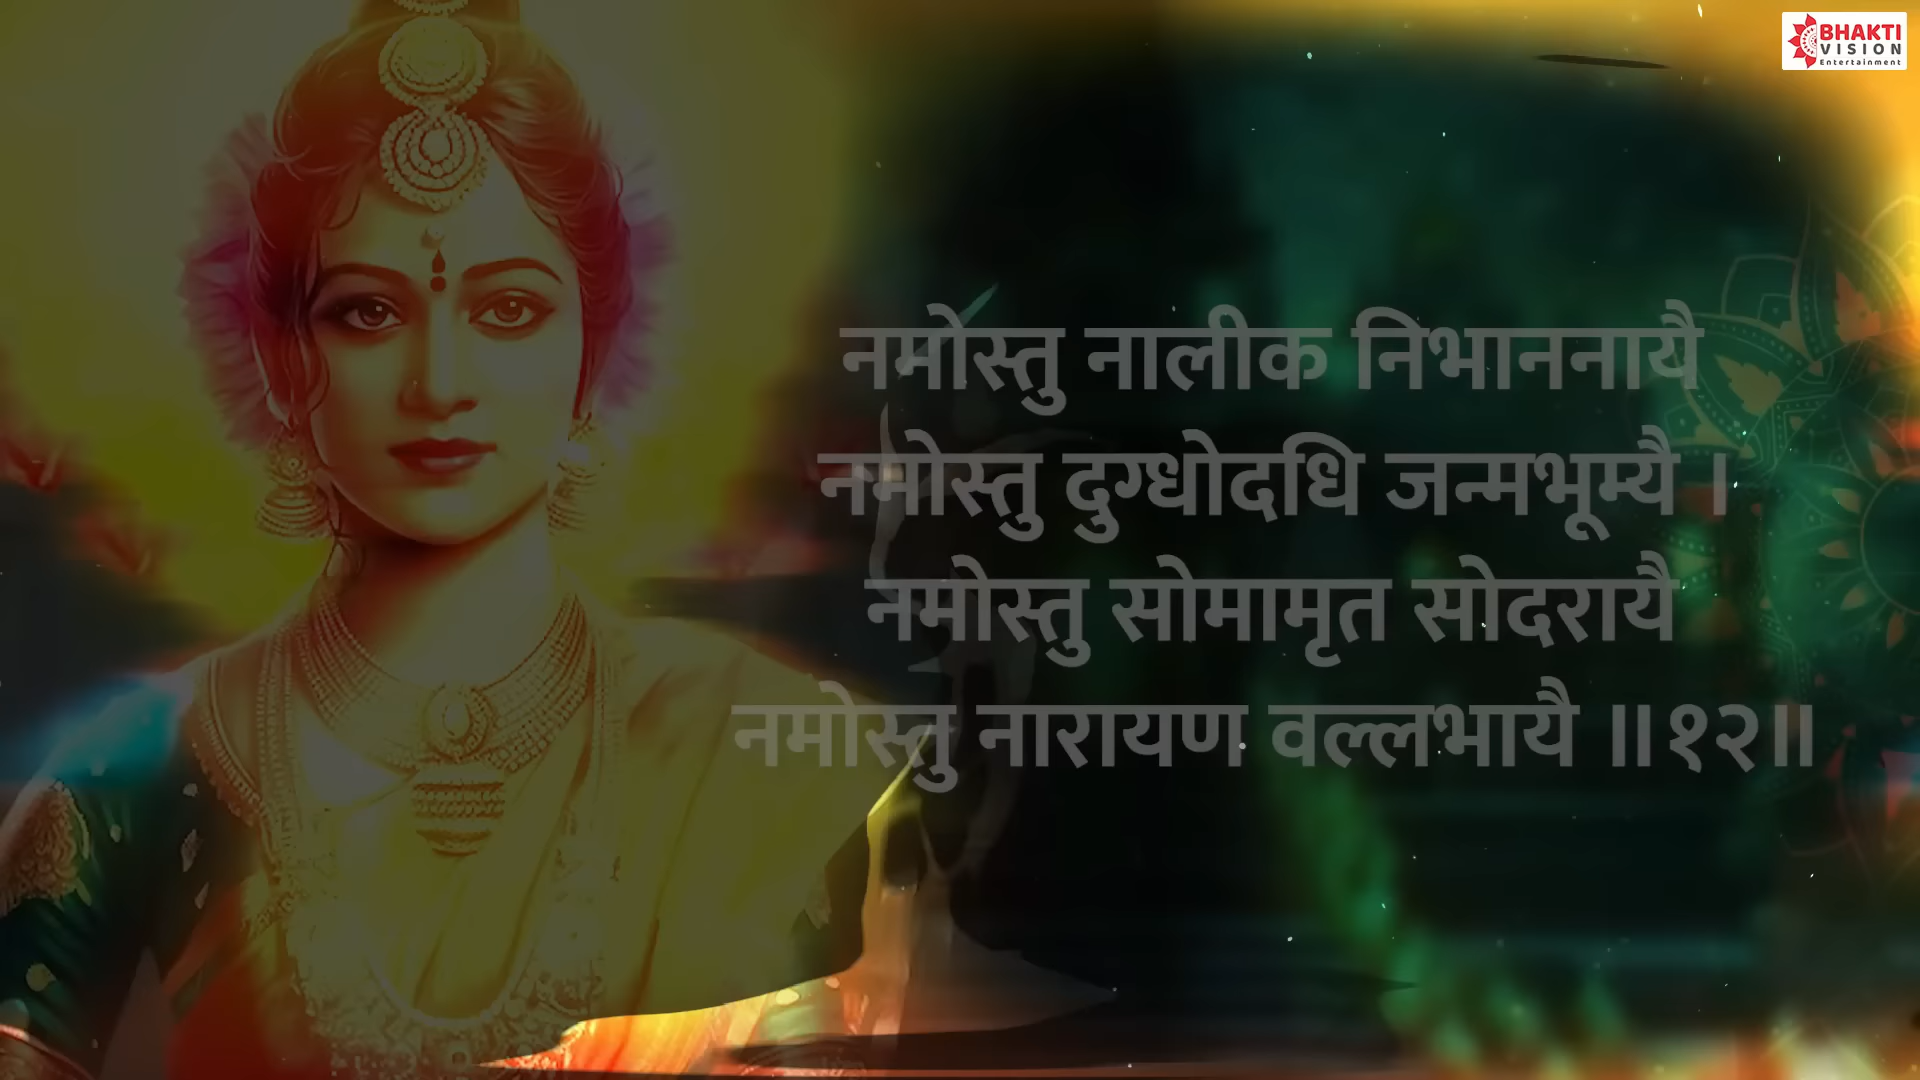 BHAKTI
VISION
Entertainment
नमोस्तु नालीक निभाननायै
नमोस्तु दुग्धोदधि जन्मभूम्यै ।
नमोस्तु सोमामृत सोदरायै
नमोस्तु नारायण वल्लभायै ॥१२॥